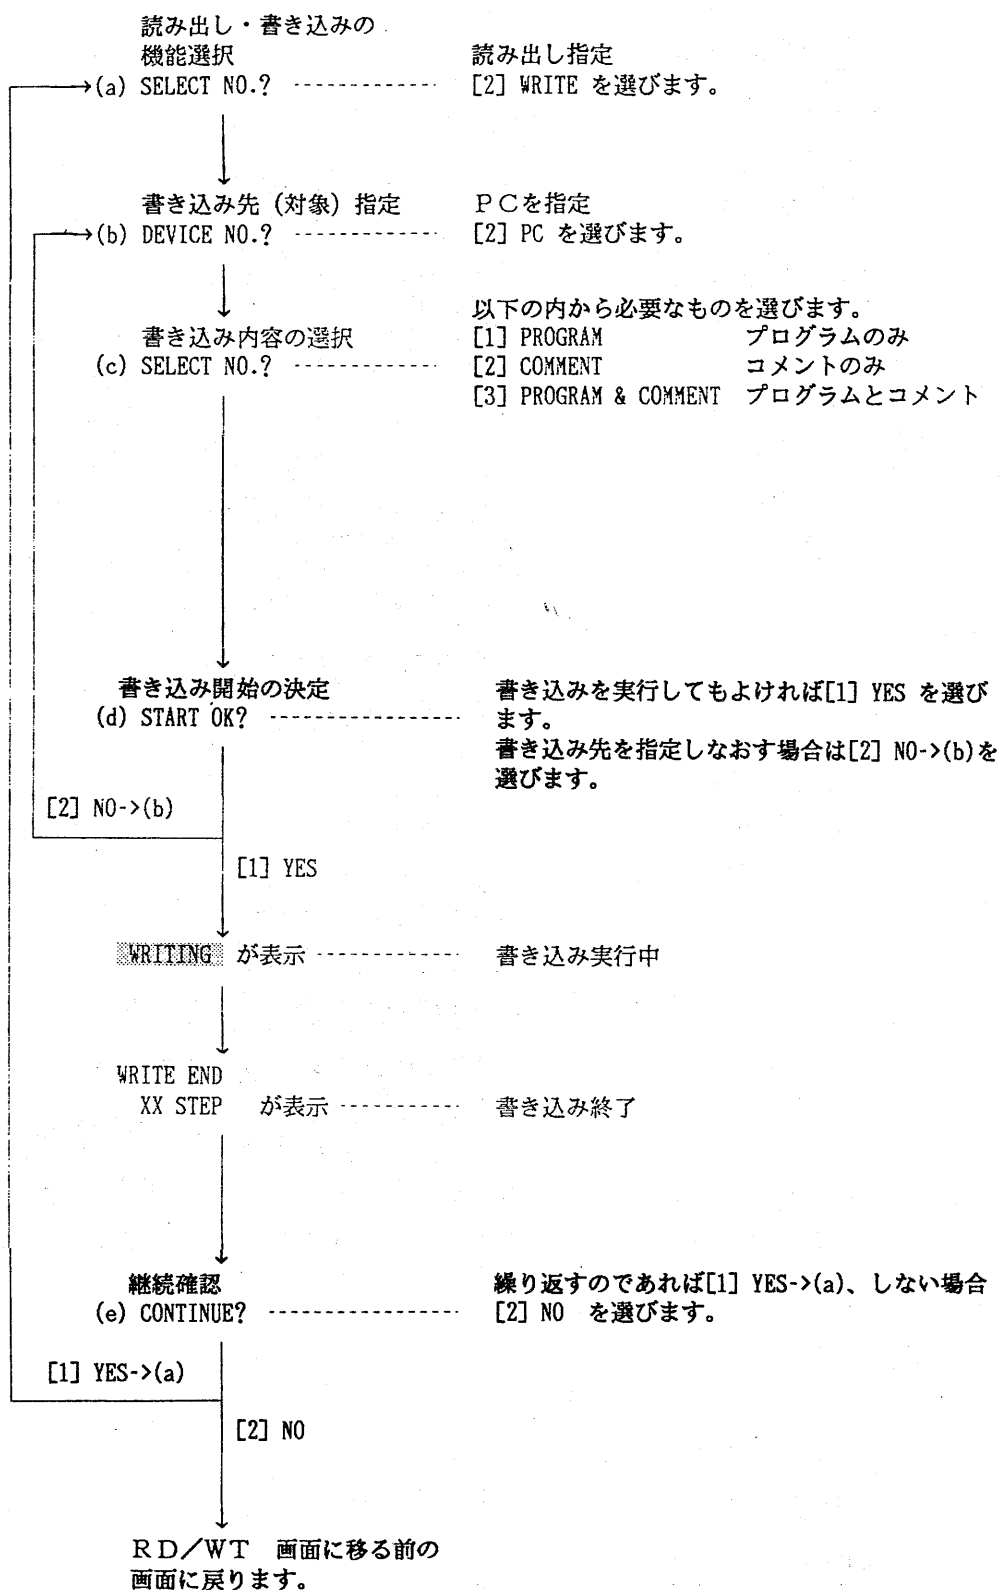 読み出し・書き込みの
機能選択 読み出し指定
(a) SELECT NO.? ------------- [2] WRITE を選びます。
書き込み先(対象)指定 PCを指定
(b) DEVICE NO.? ------------- [2] PC を選びます。
以下の内から必要なものを選びます。
書き込み内容の選択 [1] PROGRAM プログラムのみ
(c) SELECT NO.? ------------- [2] COMMENT コメントのみ
[3] PROGRAM & COMMENT プログラムとコメント
書き込み開始の決定 書き込みを実行してもよければ[1] YES を選び
(d) START OK? ----------------- ます。
書き込み先を指定しなおす場合は[2] NO->(b)を
選びます。
[2] NO->(b)
[1] YES
WRITING が表示 ------------- 書き込み実行中
WRITE END
XX STEP が表示 ----------- 書き込み終了
継続確認 繰り返すのであれば[1] YES->(a)、しない場合
(e) CONTINUE? ----------------- [2] NO を選びます。
[1] YES->(a)
[2] NO
RD/WT 画面に移る前の
画面に戻ります。